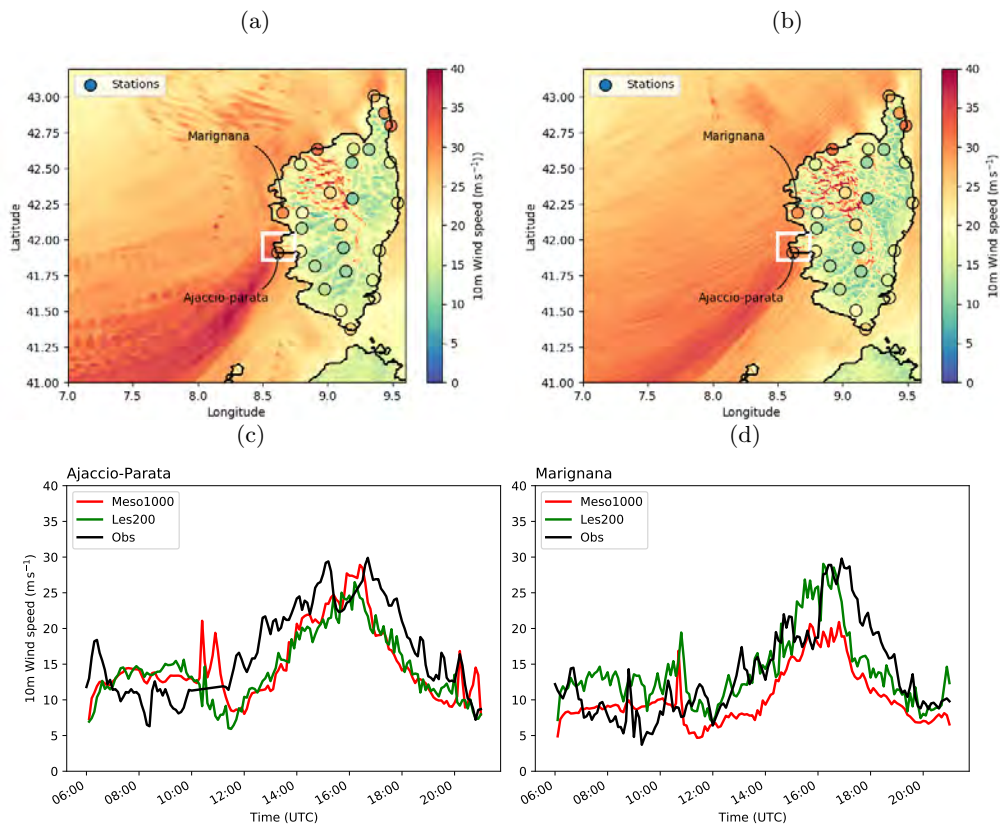 (a)
(b)
Stations
Marignana
Ajaccio-parata
43.00
42.75
42.50
42.25
42.00
41.75
41.50
41.25
41.00
Latitude
7.0 7.5 8.0 8.5 9.0 9.5
Longitude
40
35
30
25
20
15
10
5
0
10m Wind speed (m s⁻¹))
Stations
Marignana
Ajaccio-parata
43.00
42.75
42.50
42.25
42.00
41.75
41.50
41.25
41.00
Latitude
7.0 7.5 8.0 8.5 9.0 9.5
Longitude
40
35
30
25
20
15
10
5
0
10m Wind speed (m s⁻¹)
(c)
(d)
Ajaccio-Parata
Meso1000
Les200
Obs
40
35
30
25
20
15
10
5
0
10m Wind speed (m s⁻¹)
06:00 08:00 10:00 12:00 14:00 16:00 18:00 20:00
Time (UTC)
Marignana
Meso1000
Les200
Obs
40
35
30
25
20
15
10
5
0
06:00 08:00 10:00 12:00 14:00 16:00 18:00 20:00
Time (UTC)